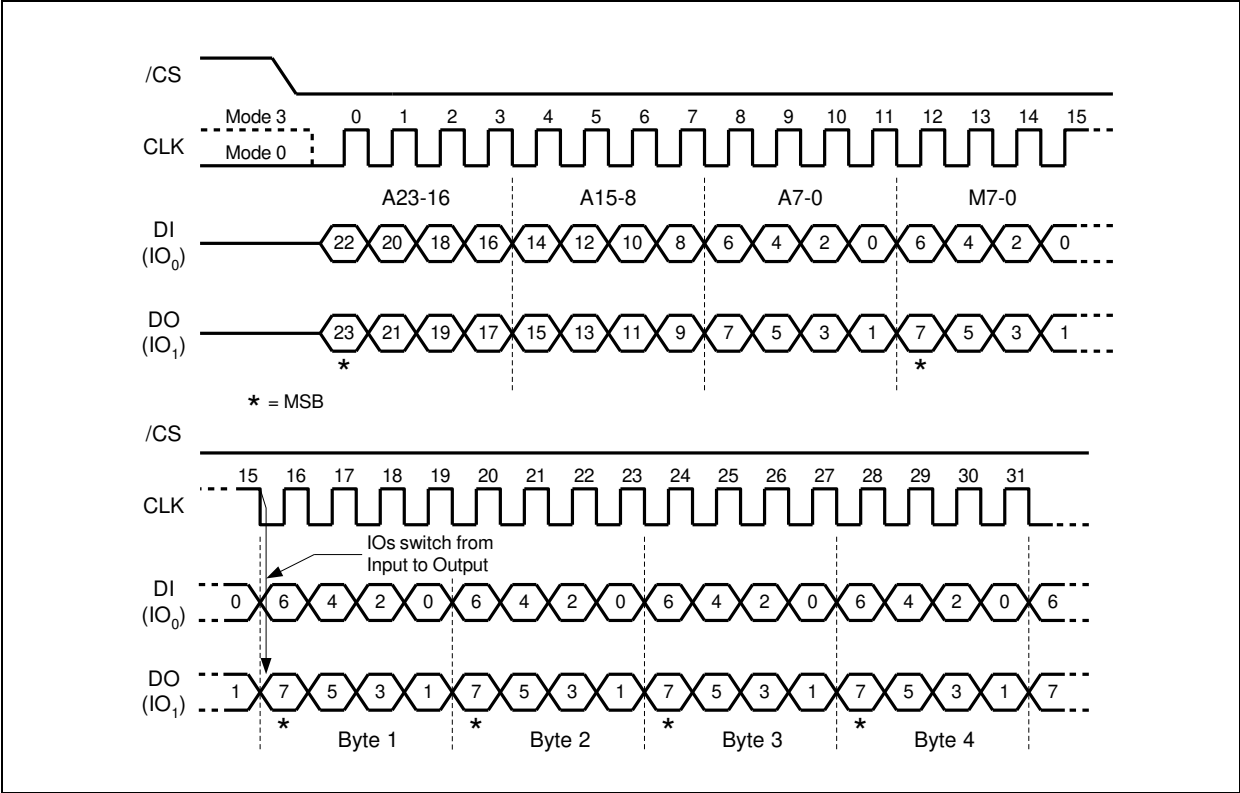 /CS
Mode 3 0 1 2 3 4 5 6 7 8 9 10 11 12 13 14 15
CLK
Mode 0
A23-16 A15-8 A7-0 M7-0
DI 22 20 18 16 14 12 10 8 6 4 2 0 6 4 2 0
(IO0)
DO 23 21 19 17 15 13 11 9 7 5 3 1 7 5 3 1
(IO1)
* *
* = MSB
/CS
15 16 17 18 19 20 21 22 23 24 25 26 27 28 29 30 31
CLK
IOs switch from
Input to Output
DI 0 6 4 2 0 6 4 2 0 6 4 2 0 6 4 2 0 6
(IO0)
DO 1 7 5 3 1 7 5 3 1 7 5 3 1 7 5 3 1 7
(IO1)
* * * *
Byte 1 Byte 2 Byte 3 Byte 4